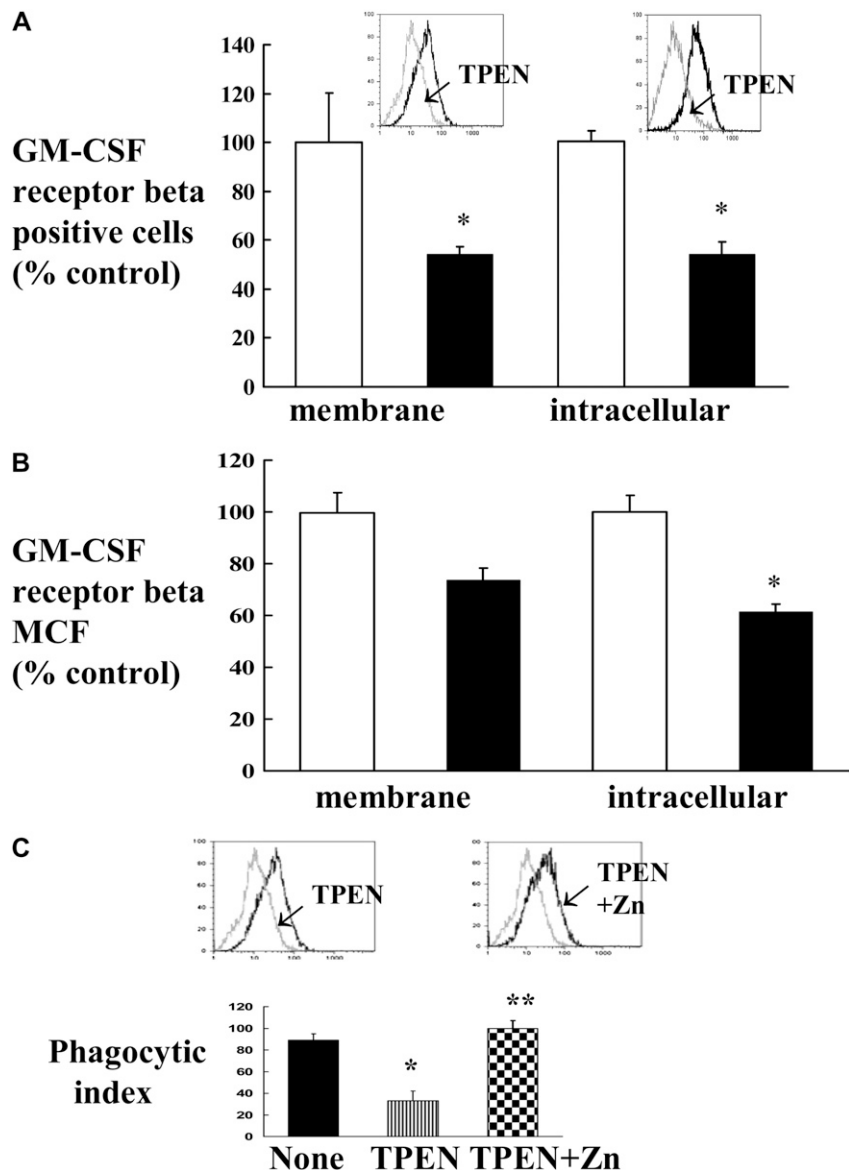 A
140
120
100
80
60
40
20
0
GM-CSF
receptor beta
positive cells
(% control)
TPEN
TPEN
*
*
membrane
intracellular
B
120
100
80
60
40
20
0
GM-CSF
receptor beta
MCF
(% control)
*
membrane
intracellular
C
TPEN
TPEN
+Zn
120
100
80
60
40
20
0
Phagocytic
index
*
**
None
TPEN
TPEN+Zn